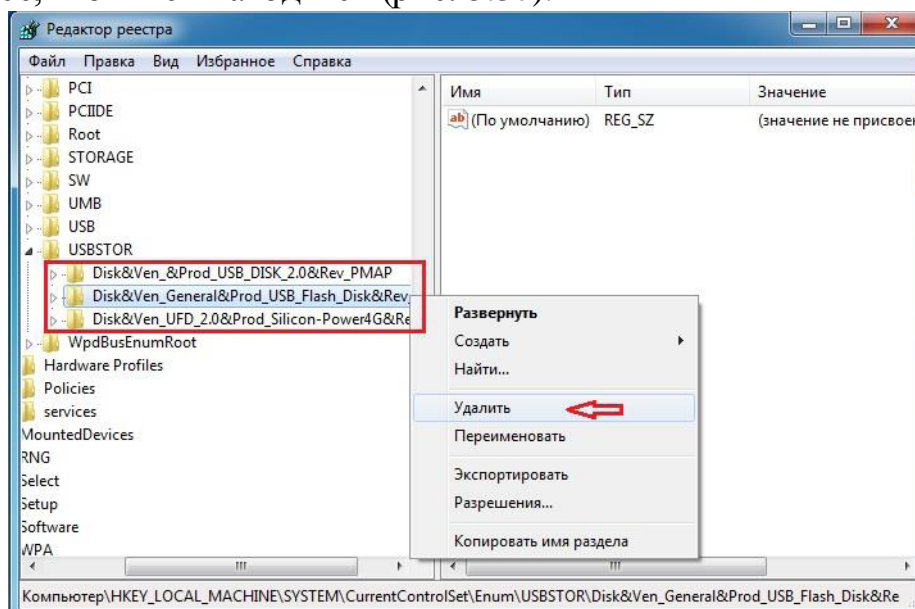 Редактор реестра
Файл Правка Вид Избранное Справка
PCI
PCIIDE
Root
STORAGE
SW
UMB
USB
USBSTOR
Disk&Ven_&Prod_USB_DISK_2.0&Rev_PMAP
Disk&Ven_General&Prod_USB_Flash_Disk&Rev_
Disk&Ven_UFD_2.0&Prod_Silicon-Power4G&Re
WpdBusEnumRoot
Hardware Profiles
Policies
services
MountedDevices
RNG
Select
Setup
Software
WPA
Имя Тип Значение
ab (По умолчанию) REG_SZ (значение не присвоен
Развернуть
Создать
Найти...
Удалить
Переименовать
Экспортировать
Разрешения...
Копировать имя раздела
Компьютер\HKEY_LOCAL_MACHINE\SYSTEM\CurrentControlSet\Enum\USBSTOR\Disk&Ven_General&Prod_USB_Flash_Disk&Re